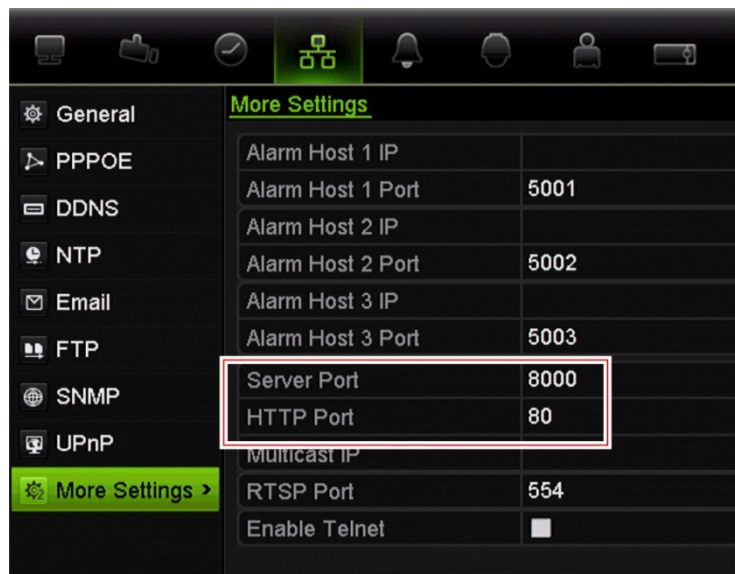 More Settings
General
PPPOE
DDNS
NTP
Email
FTP
SNMP
UPnP
More Settings >
Alarm Host 1 IP
Alarm Host 1 Port 5001
Alarm Host 2 IP
Alarm Host 2 Port 5002
Alarm Host 3 IP
Alarm Host 3 Port 5003
Server Port 8000
HTTP Port 80
Multicast IP
RTSP Port 554
Enable Telnet